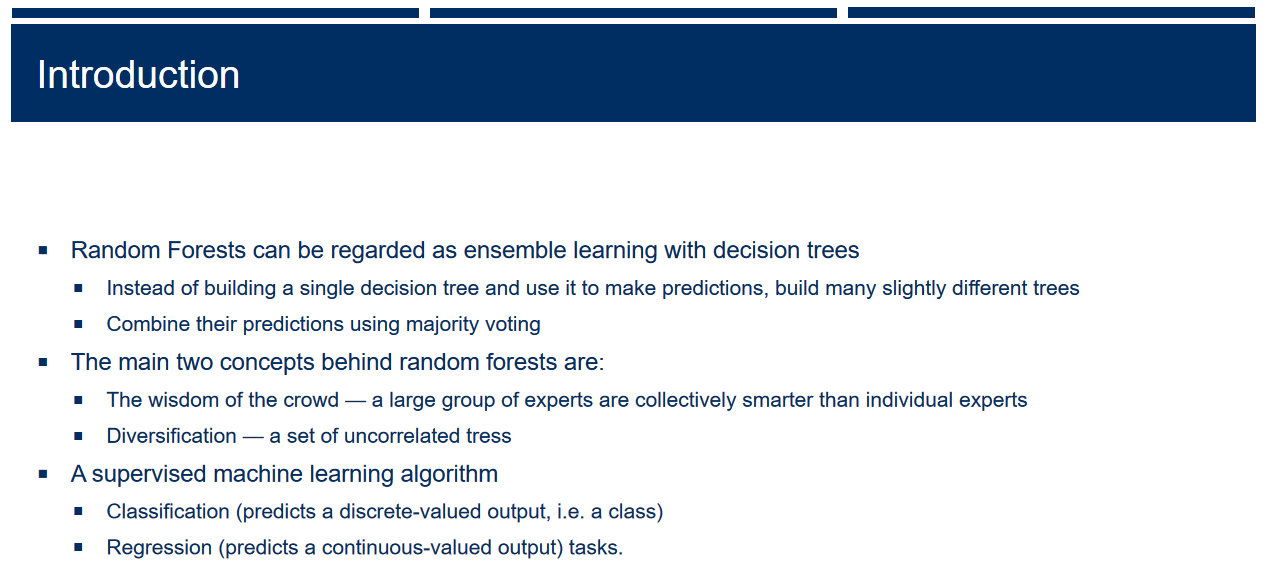 Introduction
▪ Random Forests can be regarded as ensemble learning with decision trees
▪ Instead of building a single decision tree and use it to make predictions, build many slightly different trees
▪ Combine their predictions using majority voting
▪ The main two concepts behind random forests are:
▪ The wisdom of the crowd — a large group of experts are collectively smarter than individual experts
▪ Diversification — a set of uncorrelated tress
▪ A supervised machine learning algorithm
▪ Classification (predicts a discrete-valued output, i.e. a class)
▪ Regression (predicts a continuous-valued output) tasks.